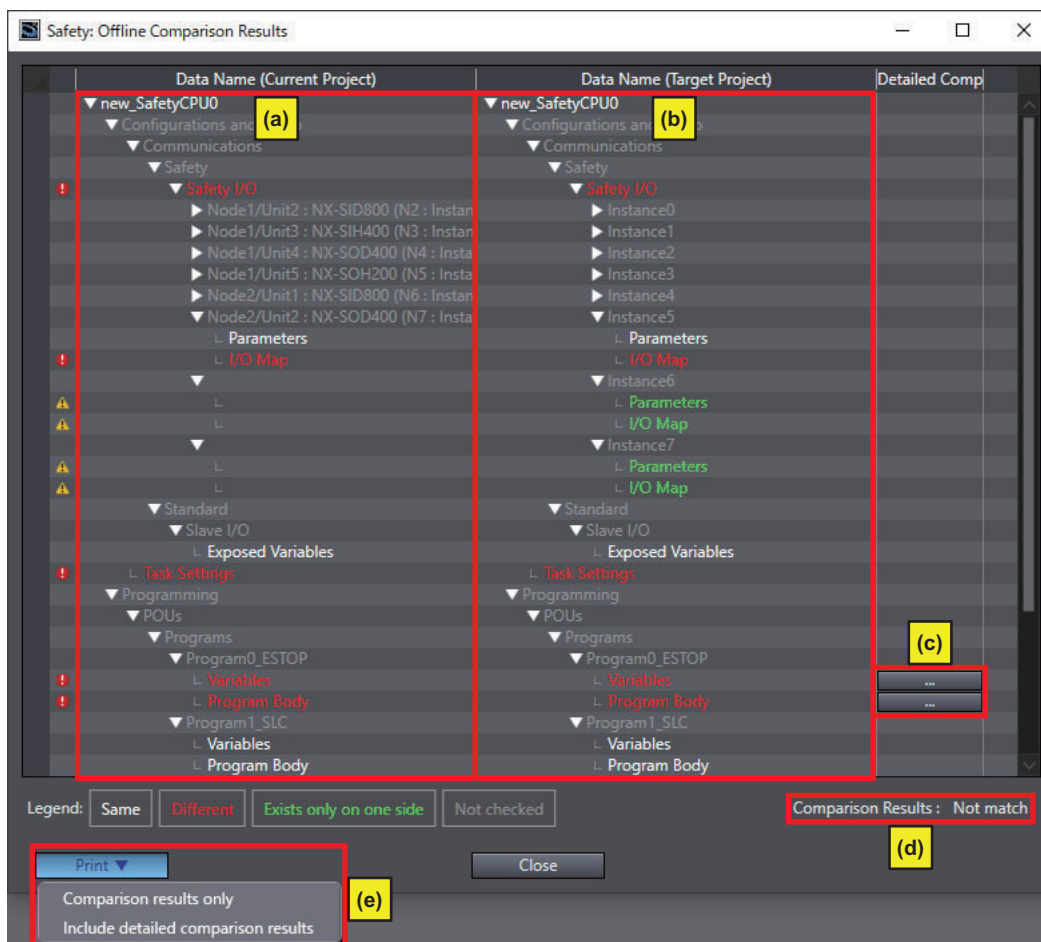 Safety: Offline Comparison Results
Data Name (Current Project) Data Name (Target Project) Detailed Comp
new_SafetyCPU0 new_SafetyCPU0
(a) (b)
Configurations and Configurations and
Communications Communications
Safety Safety
Safety I/O Safety I/O
Node1/Unit2 : NX-SID800 (N2 : Instan Instance0
Node1/Unit3 : NX-SIH400 (N3 : Instan Instance1
Node1/Unit4 : NX-SOD400 (N4 : Insta Instance2
Node1/Unit5 : NX-SOH200 (N5 : Insta Instance3
Node2/Unit1 : NX-SID800 (N6 : Instan Instance4
Node2/Unit2 : NX-SOD400 (N7 : Insta Instance5
Parameters Parameters
I/O Map I/O Map
Instance6
Parameters
I/O Map
Instance7
Parameters
I/O Map
Standard Standard
Slave I/O Slave I/O
Exposed Variables Exposed Variables
Task Settings Task Settings
Programming Programming
POUs POUs
Programs Programs
(c)
Program0_ESTOP Program0_ESTOP
Variables Variables ...
Program Body Program Body ...
Program1_SLC Program1_SLC
Variables Variables
Program Body Program Body
Legend: Same Different Exists only on one side Not checked Comparison Results : Not match
(d)
Print ▼ Close
Comparison results only
(e)
Include detailed comparison results